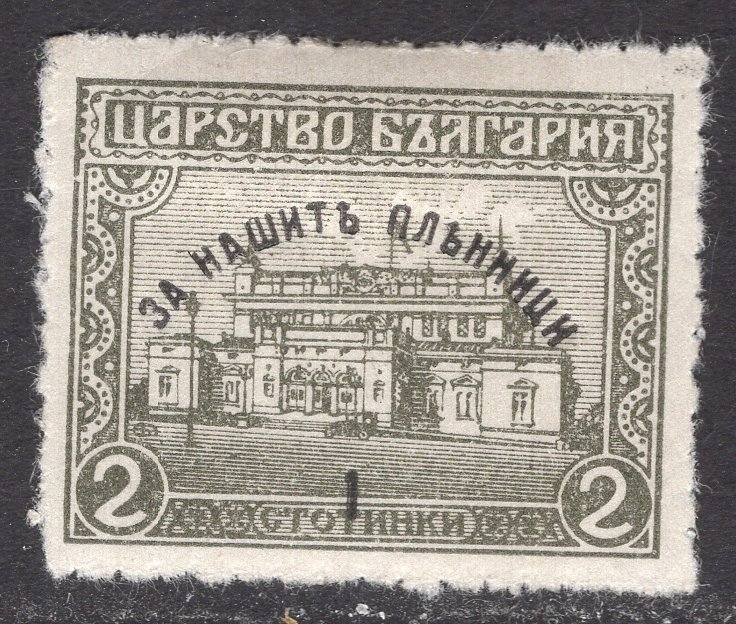 ЦАРСТВО БЪЛГАРИЯ
ЗА НАШИТѢ ПЛѢННИЦИ
1
2 СТОТИНКИ 2